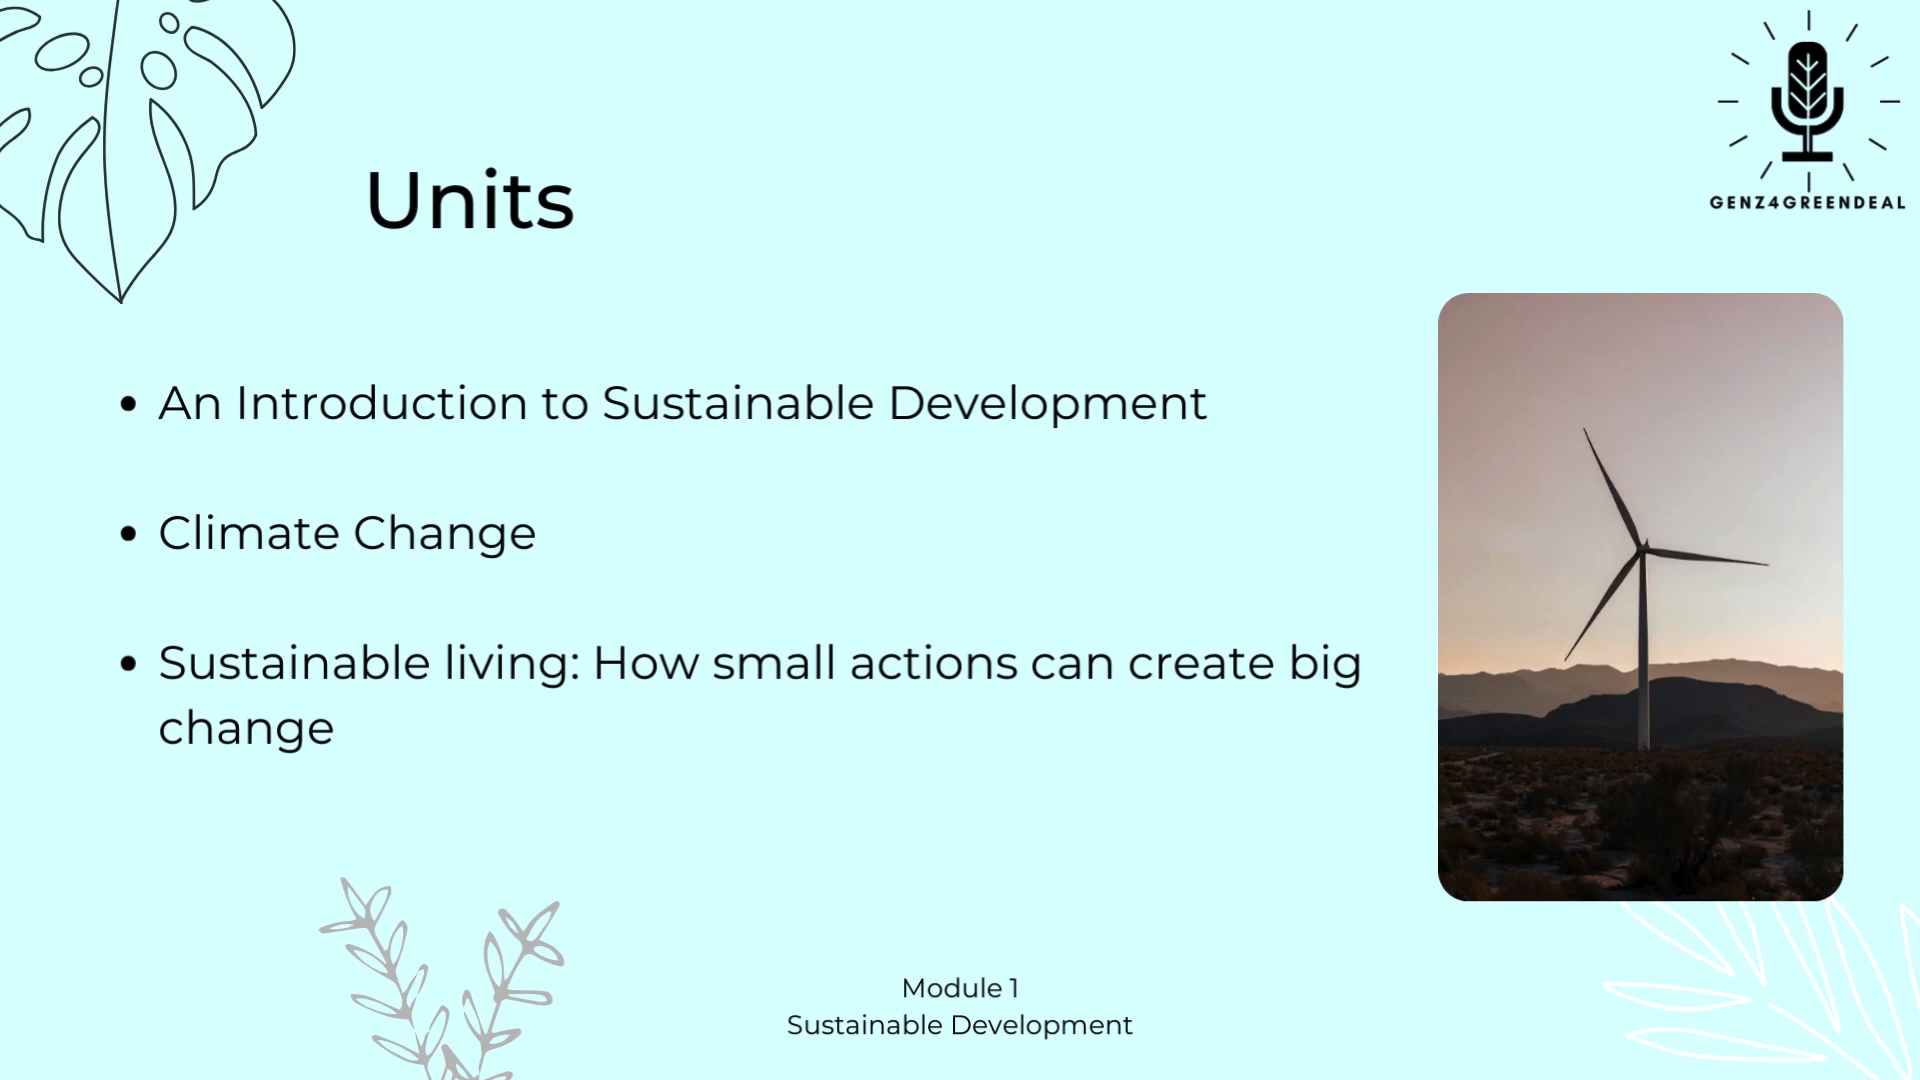 GENZ4GREENDEAL
Units
• An Introduction to Sustainable Development
• Climate Change
• Sustainable living: How small actions can create big
change
Module 1
Sustainable Development